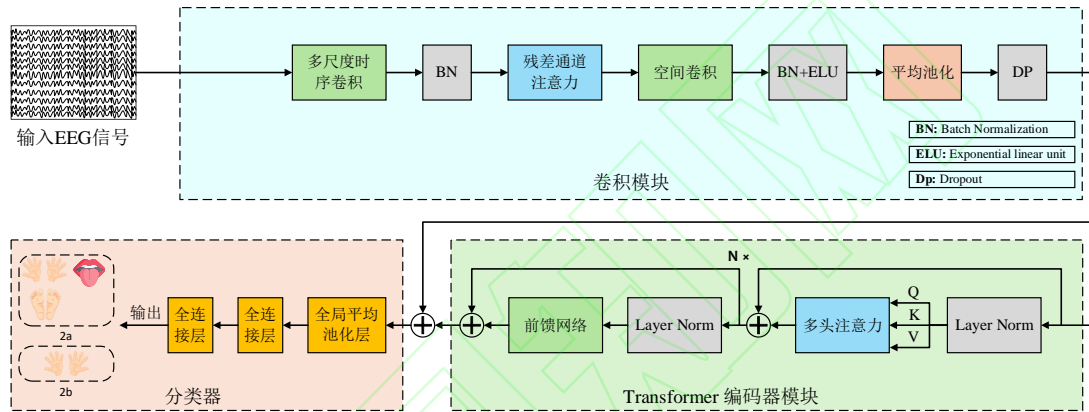 多尺度时
序卷积
BN
残差通道
注意力
空间卷积
BN+ELU
平均池化
DP
输入EEG信号
BN: Batch Normalization
ELU: Exponential linear unit
Dp: Dropout
卷积模块
N ×
Q
K
V
输出
全连
接层
全连
接层
全局平均
池化层
前馈网络
Layer Norm
多头注意力
Layer Norm
2a
2b
分类器
Transformer 编码器模块